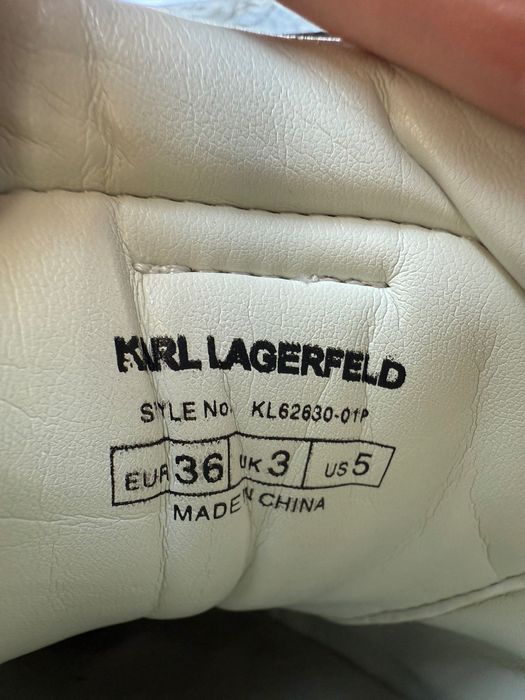 KARL LAGERFELD
STYLE No. KL62630-01P
EUR 36 UK 3 US 5
MADE IN CHINA